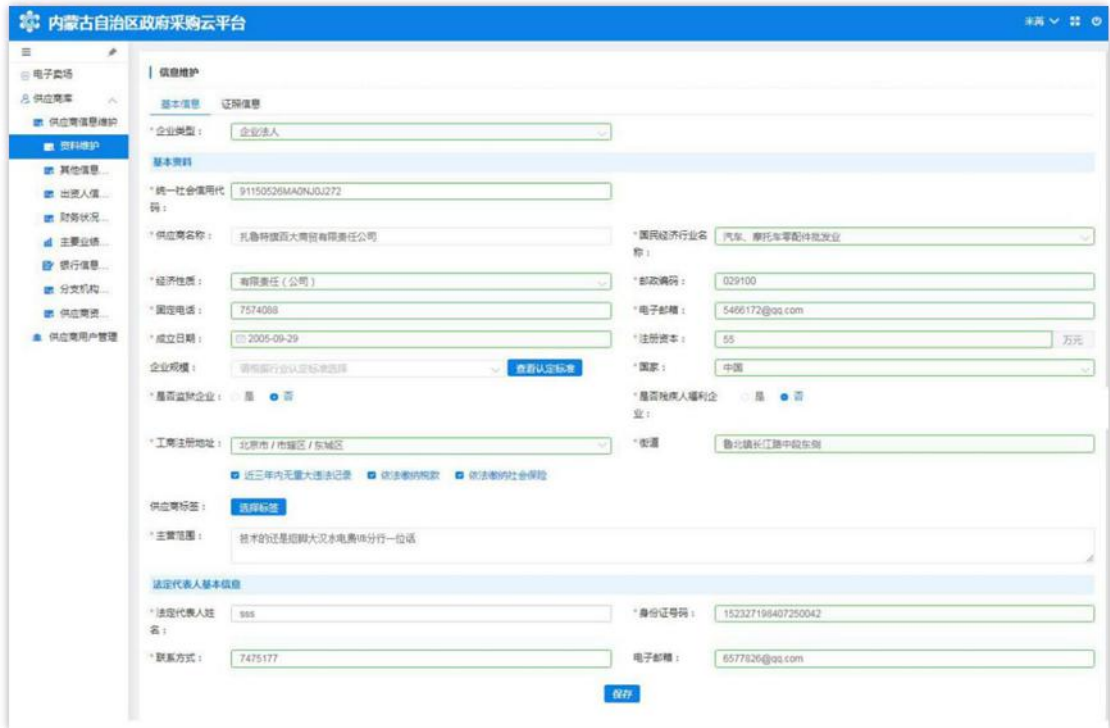 内蒙古自治区政府采购云平台
电子卖场
供应商库
供应商信息维护
资料维护
其他信息...
出资人信...
财务状况...
主要业绩...
银行信息...
分支机构...
供应商资...
供应商用户管理
信息维护
基本信息 证照信息
*企业类型： 企业法人
基本资料
*统一社会信用代码： 91150526MA0NJ0J272
*供应商名称： 扎鲁特旗百大商贸有限责任公司 *国民经济行业名称： 汽车、摩托车零配件批发业
*经济性质： 有限责任（公司） *邮政编码： 029100
*固定电话： 7574088 *电子邮箱： 5466172@qq.com
*成立日期： 2005-09-29 *注册资本： 55 万元
企业规模： 请根据行业认定标准选择 查看认定标准 *国家： 中国
*是否监狱企业： 是 否 *是否残疾人福利企业： 是 否
*工商注册地址： 北京市 / 市辖区 / 东城区 *街道 鲁北镇长江路中段东侧
近三年内无重大违法记录 依法缴纳税款 依法缴纳社会保险
供应商标签： 选择标签
*主营范围： 技术的还是招脚大汉水电费 分行一位话
法定代表人基本信息
*法定代表人姓名： sss *身份证号码： 152327198407250042
*联系方式： 7475177 电子邮箱： 6577826@qq.com
保存